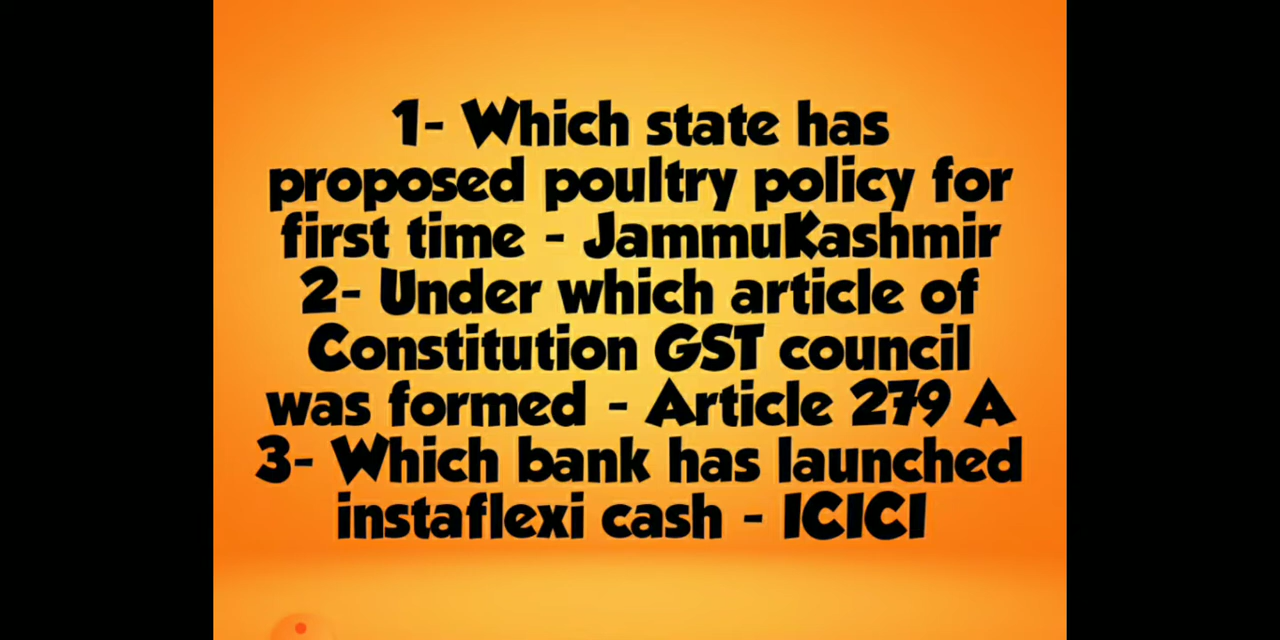 1- Which state has
proposed poultry policy for
first time - JammuKashmir
2- Under which article of
Constitution GST council
was formed - Article 279 A
3- Which bank has launched
instaflexi cash - ICICI